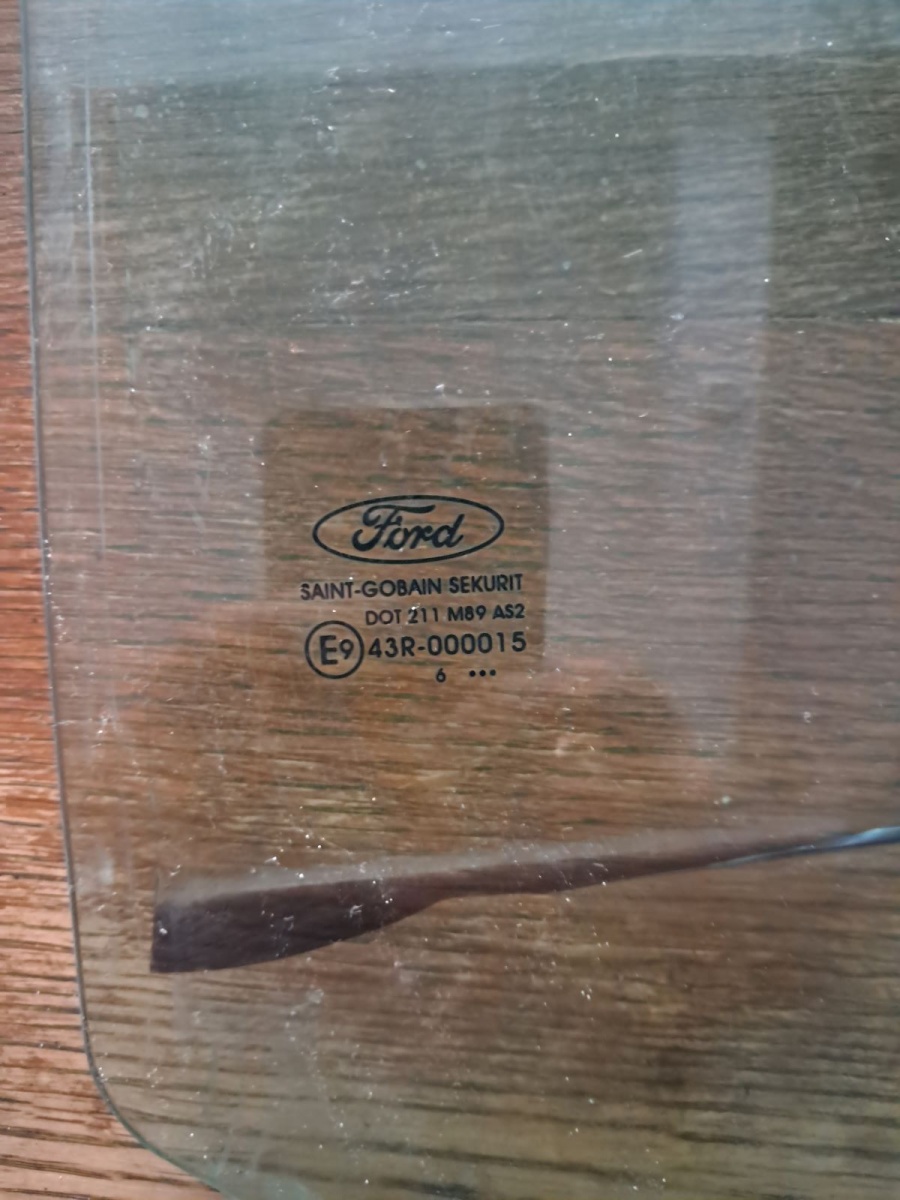 Ford
SAINT-GOBAIN SEKURIT
DOT 211 M89 AS2
E9 43R-000015
6 •••